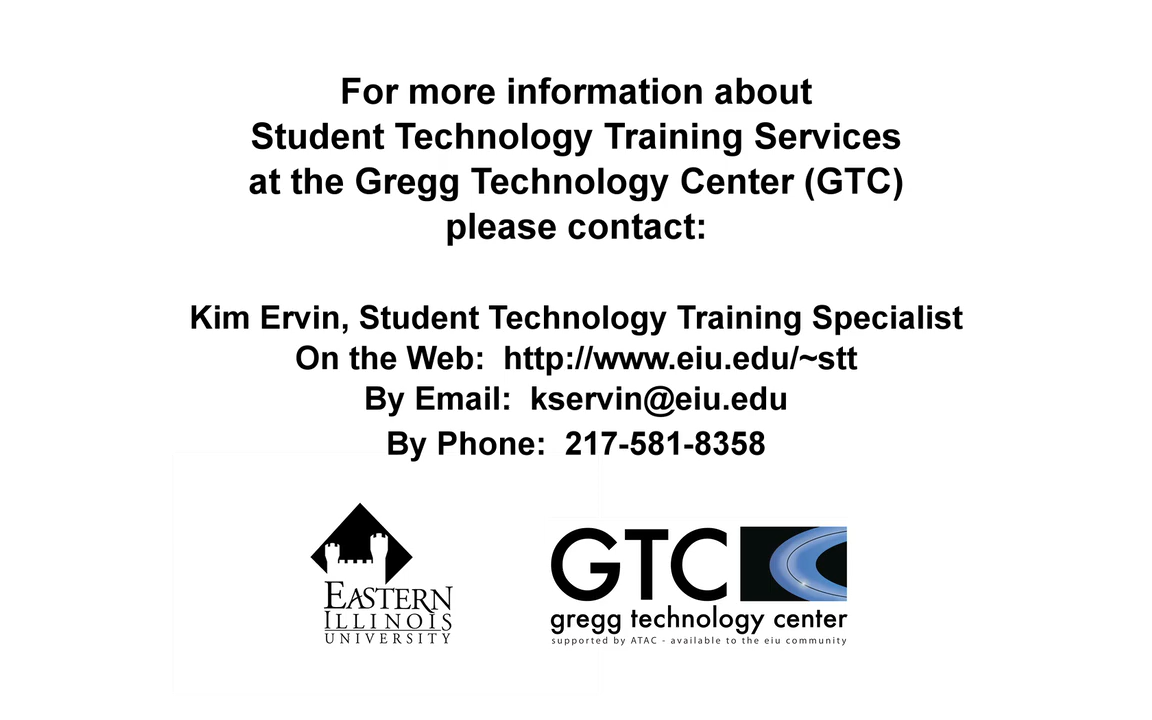 For more information about
Student Technology Training Services
at the Gregg Technology Center (GTC)
please contact:
Kim Ervin, Student Technology Training Specialist
On the Web:  http://www.eiu.edu/~stt
By Email:  kservin@eiu.edu
By Phone:  217-581-8358
EASTERN
ILLINOIS
UNIVERSITY
GTC
gregg technology center
supported by ATAC - available to the eiu community